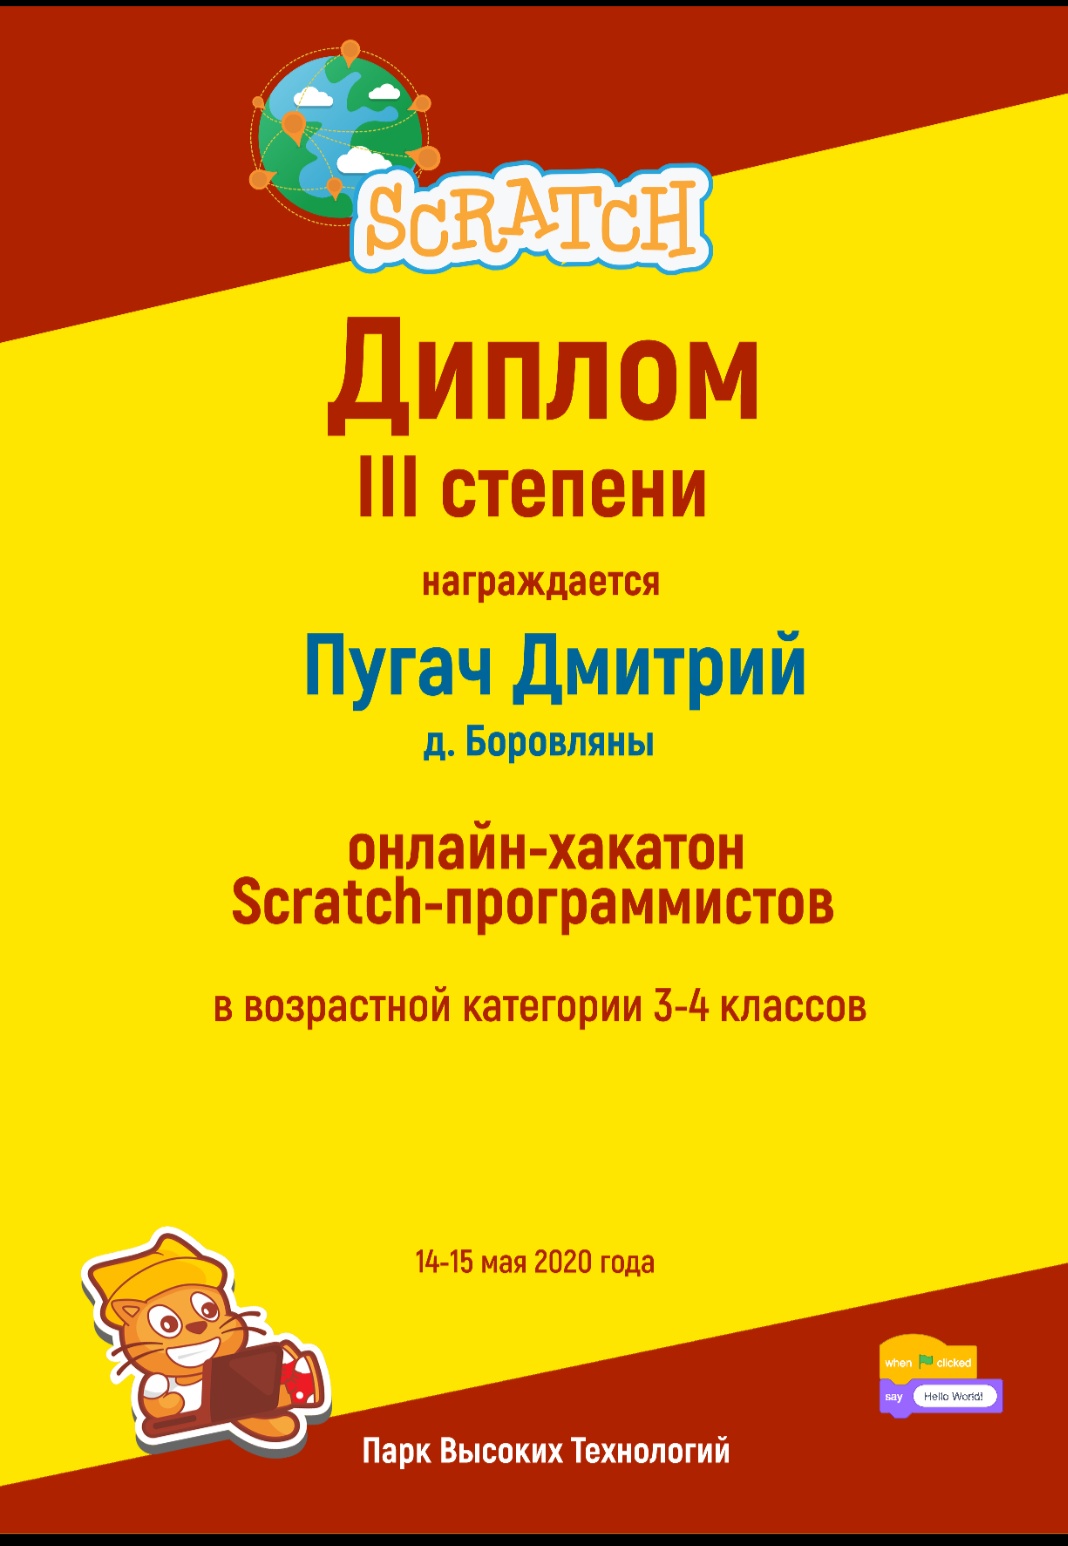 SCRATCH
Диплом
III степени
награждается
Пугач Дмитрий
д. Боровляны
онлайн-хакатон
Scratch-программистов
в возрастной категории 3-4 классов
14-15 мая 2020 года
when clicked
say Hello World!
Парк Высоких Технологий